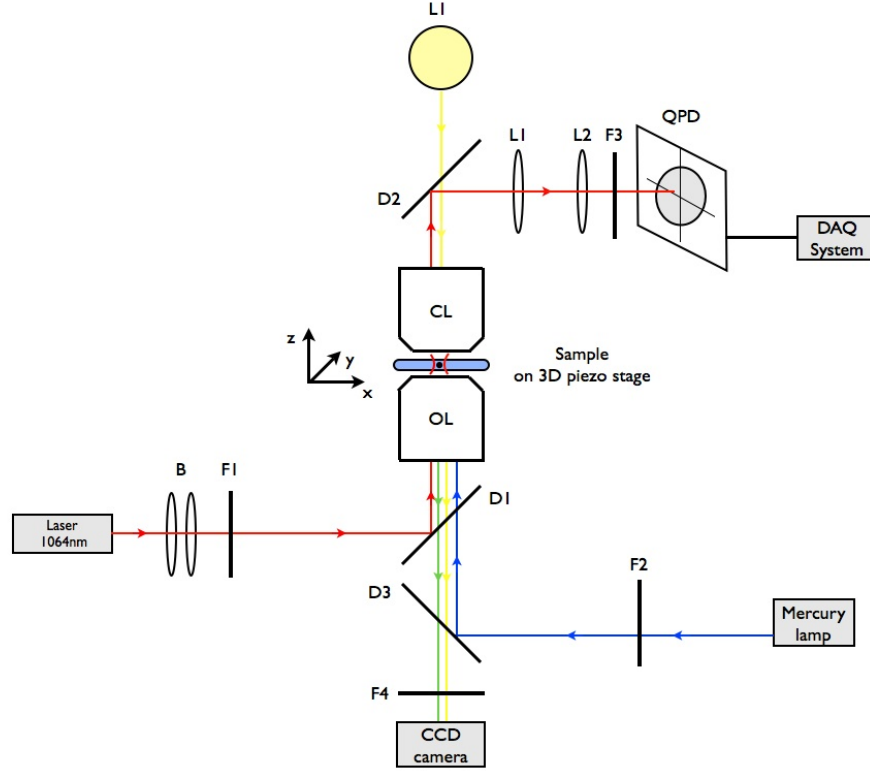 L1
QPD
L1
L2
F3
D2
DAQ
System
CL
z
y
x
Sample
on 3D piezo stage
OL
B
F1
D1
Laser
1064nm
F2
D3
Mercury
lamp
F4
CCD
camera